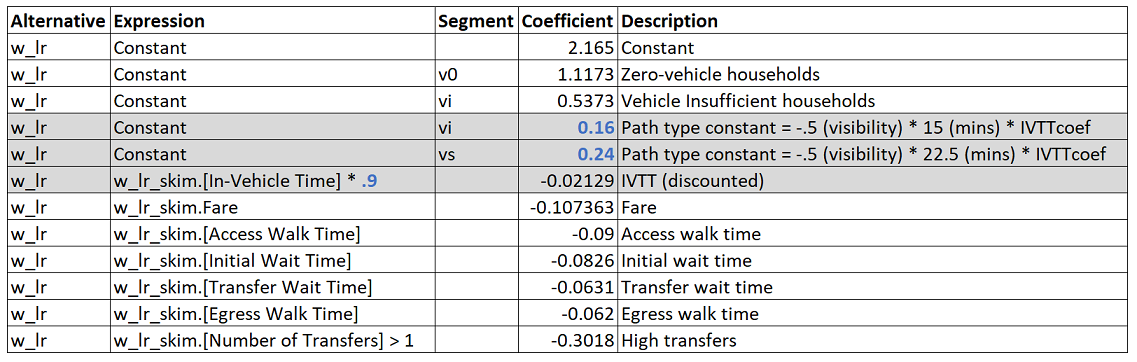 Alternative Expression Segment Coefficient Description
w_lr Constant 2.165 Constant
w_lr Constant v0 1.1173 Zero-vehicle households
w_lr Constant vi 0.5373 Vehicle Insufficient households
w_lr Constant vi 0.16 Path type constant = -.5 (visibility) * 15 (mins) * IVTTcoef
w_lr Constant vs 0.24 Path type constant = -.5 (visibility) * 22.5 (mins) * IVTTcoef
w_lr w_lr_skim.[In-Vehicle Time] * .9 -0.02129 IVTT (discounted)
w_lr w_lr_skim.Fare -0.107363 Fare
w_lr w_lr_skim.[Access Walk Time] -0.09 Access walk time
w_lr w_lr_skim.[Initial Wait Time] -0.0826 Initial wait time
w_lr w_lr_skim.[Transfer Wait Time] -0.0631 Transfer wait time
w_lr w_lr_skim.[Egress Walk Time] -0.062 Egress walk time
w_lr w_lr_skim.[Number of Transfers] > 1 -0.3018 High transfers